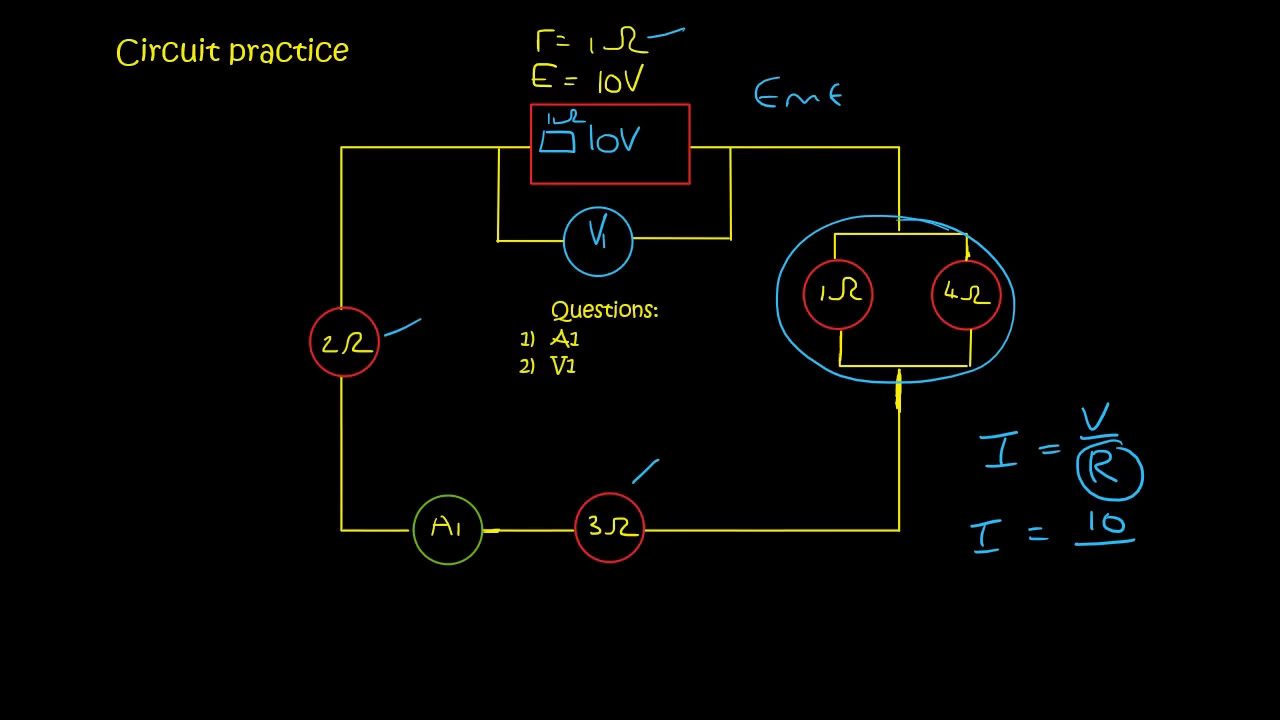 Circuit practice
r = 1Ω
E = 10V
Emf
1Ω
10V
V1
1Ω
4Ω
2Ω
Questions:
1) A1
2) V1
A1
3Ω
I = V/R
I = 10